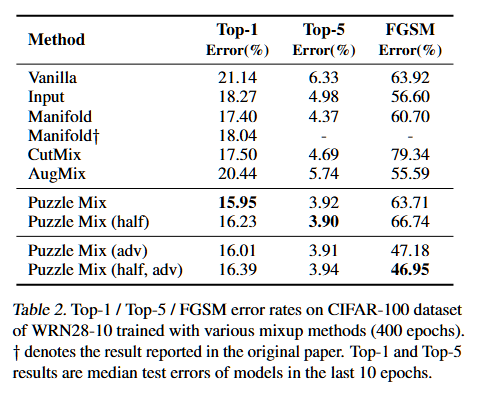 Method Top-1 Error(%) Top-5 Error(%) FGSM Error(%)
Vanilla 21.14 6.33 63.92
Input 18.27 4.98 56.60
Manifold 17.40 4.37 60.70
Manifold† 18.04 - -
CutMix 17.50 4.69 79.34
AugMix 20.44 5.74 55.59
Puzzle Mix 15.95 3.92 63.71
Puzzle Mix (half) 16.23 3.90 66.74
Puzzle Mix (adv) 16.01 3.91 47.18
Puzzle Mix (half, adv) 16.39 3.94 46.95
Table 2. Top-1 / Top-5 / FGSM error rates on CIFAR-100 dataset
of WRN28-10 trained with various mixup methods (400 epochs).
† denotes the result reported in the original paper. Top-1 and Top-5
results are median test errors of models in the last 10 epochs.